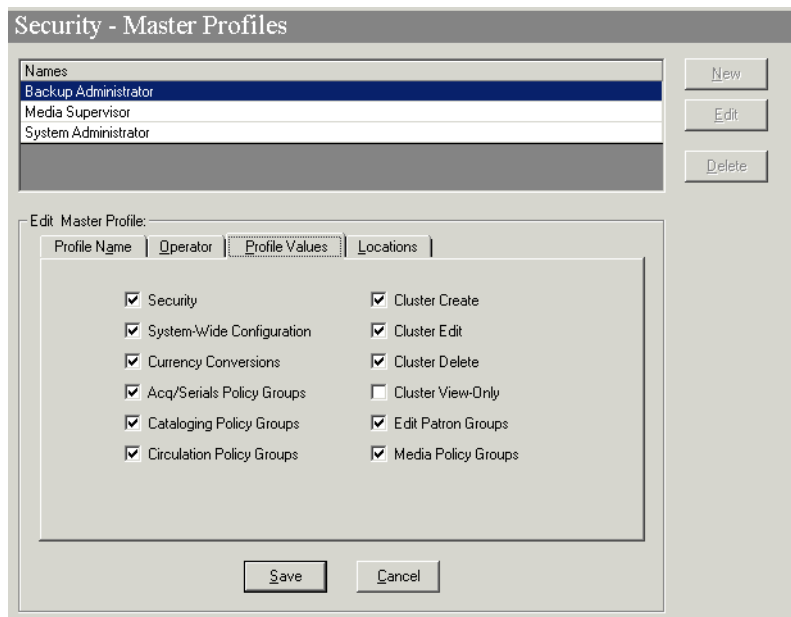 Security - Master Profiles
Names
New
Backup Administrator
Media Supervisor
Edit
System Administrator
Delete
Edit Master Profile:
Profile Name Operator Profile Values Locations
Security Cluster Create
System-Wide Configuration Cluster Edit
Currency Conversions Cluster Delete
Acq/Serials Policy Groups Cluster View-Only
Cataloging Policy Groups Edit Patron Groups
Circulation Policy Groups Media Policy Groups
Save Cancel